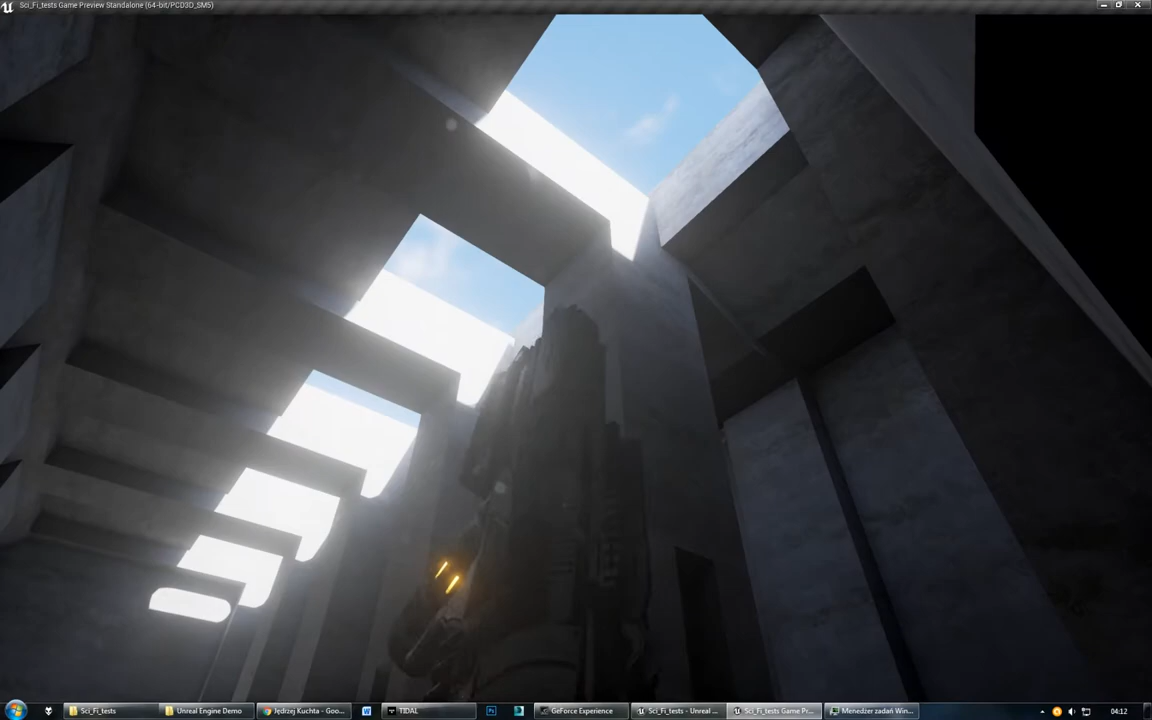 Sci_Fi_tests Game Preview Standalone (64-bit/PCD3D_SM5)
Sci_Fi_tests
Unreal Engine Demo
Jędrzej Kuchta - Goo...
TIDAL
GeForce Experience
Sci_Fi_tests - Unreal ...
Sci_Fi_tests Game Pr...
Menedżer zadań Win...
04:12